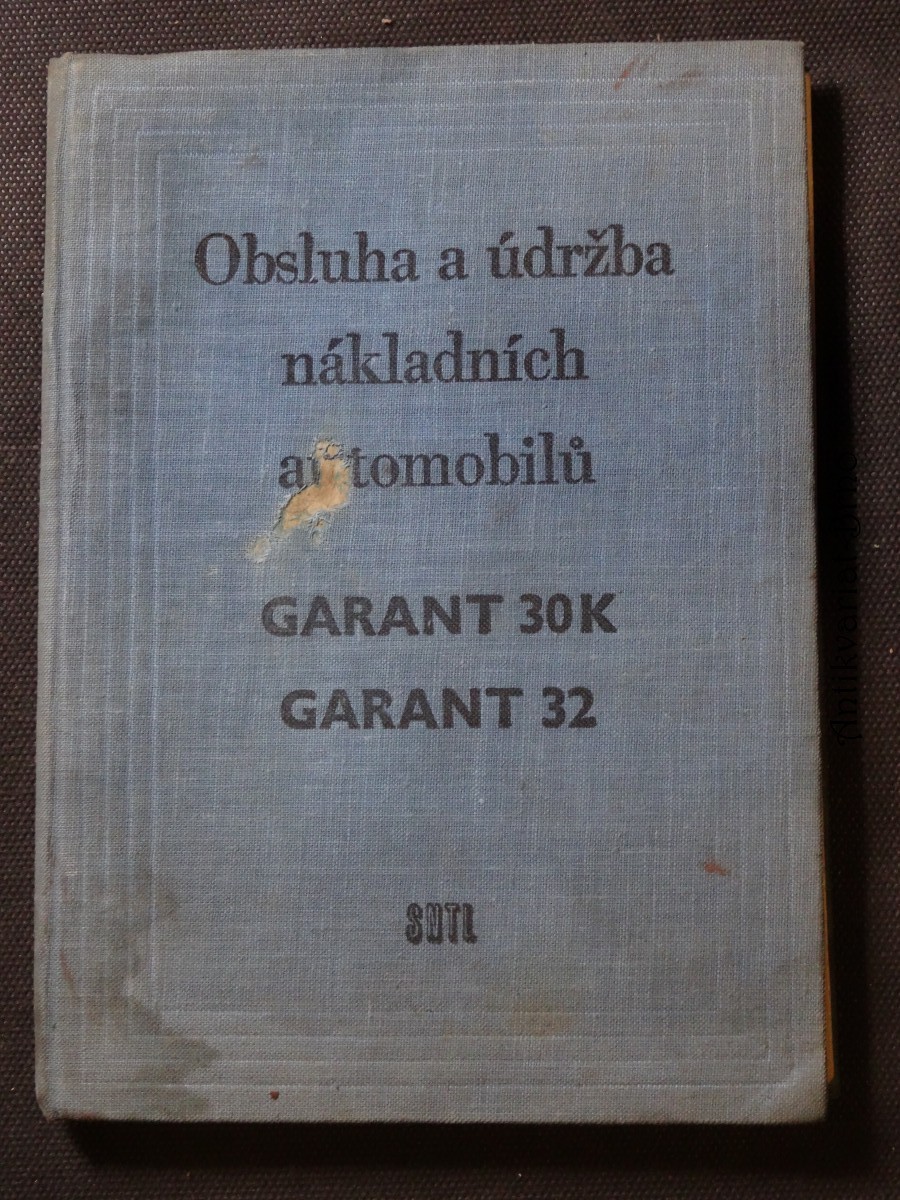 Obsluha a údržba
nákladních
automobilů
GARANT 30K
GARANT 32
SNTL